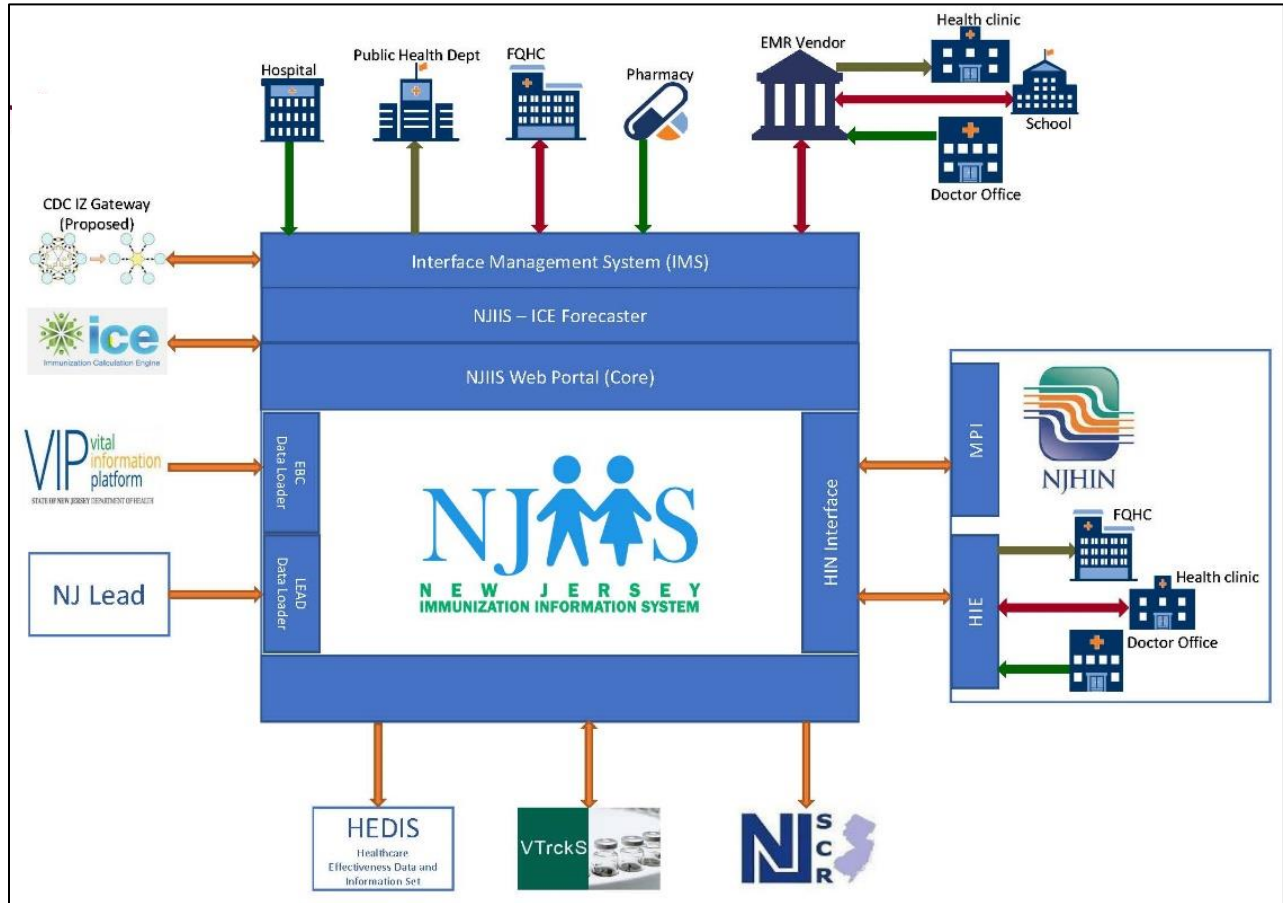 Hospital
Public Health Dept
FQHC
Pharmacy
EMR Vendor
Health clinic
School
Doctor Office
CDC IZ Gateway
(Proposed)
Interface Management System (IMS)
ice
Immunization Calculation Engine
NJIIS – ICE Forecaster
NJIIS Web Portal (Core)
VIP vital
information
platform
STATE OF NEW JERSEY DEPARTMENT OF HEALTH
EBC
Data Loader
NJ Lead
LEAD
Data Loader
NJIIS
NEW JERSEY
IMMUNIZATION INFORMATION SYSTEM
HIN Interface
MPI
NJHIN
HIE
FQHC
Health clinic
Doctor Office
HEDIS
Healthcare
Effectiveness Data and
Information Set
VTrckS
NJ
SCR